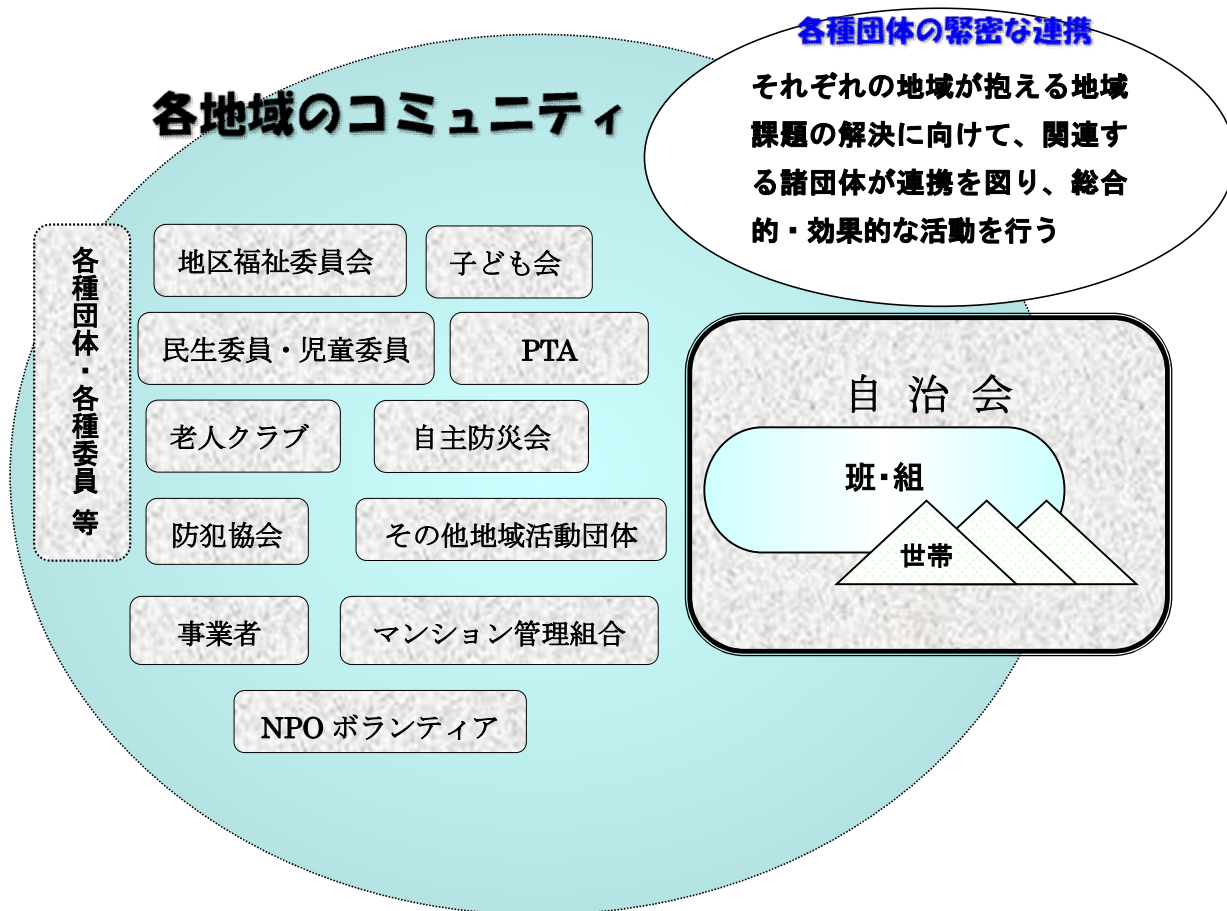 各種団体の緊密な連携
それぞれの地域が抱える地域
課題の解決に向けて、関連す
る諸団体が連携を図り、総合
的・効果的な活動を行う
各地域のコミュニティ
各種団体・各種委員 等
地区福祉委員会
子ども会
民生委員・児童委員
PTA
老人クラブ
自主防災会
防犯協会
その他地域活動団体
事業者
マンション管理組合
NPO ボランティア
自 治 会
班・組
世帯